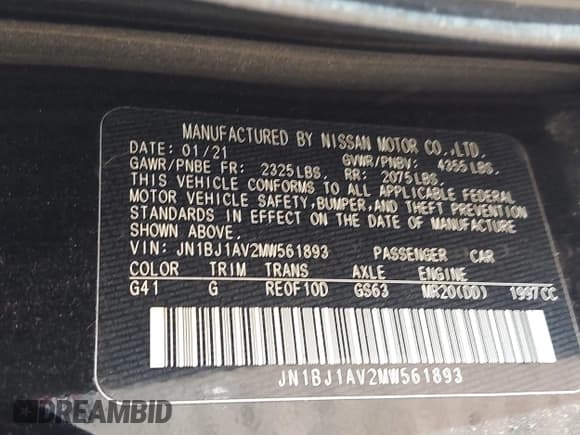 MANUFACTURED BY NISSAN MOTOR CO.,LTD.
DATE: 01/21 GVWR/PNBV: 4355 LBS.
GAWR/PNBE FR: 2325LBS. RR: 2075LBS.
THIS VEHICLE CONFORMS TO ALL APPLICABLE FEDERAL
MOTOR VEHICLE SAFETY,BUMPER,AND THEFT PREVENTION
STANDARDS IN EFFECT ON THE DATE OF MANUFACTURE
SHOWN ABOVE.
VIN: JN1BJ1AV2MW561893 PASSENGER CAR
COLOR TRIM TRANS AXLE ENGINE
G41 G RE0F10D GS63 MR20(DD) 1997CC
JN1BJ1AV2MW561893
DREAMBID